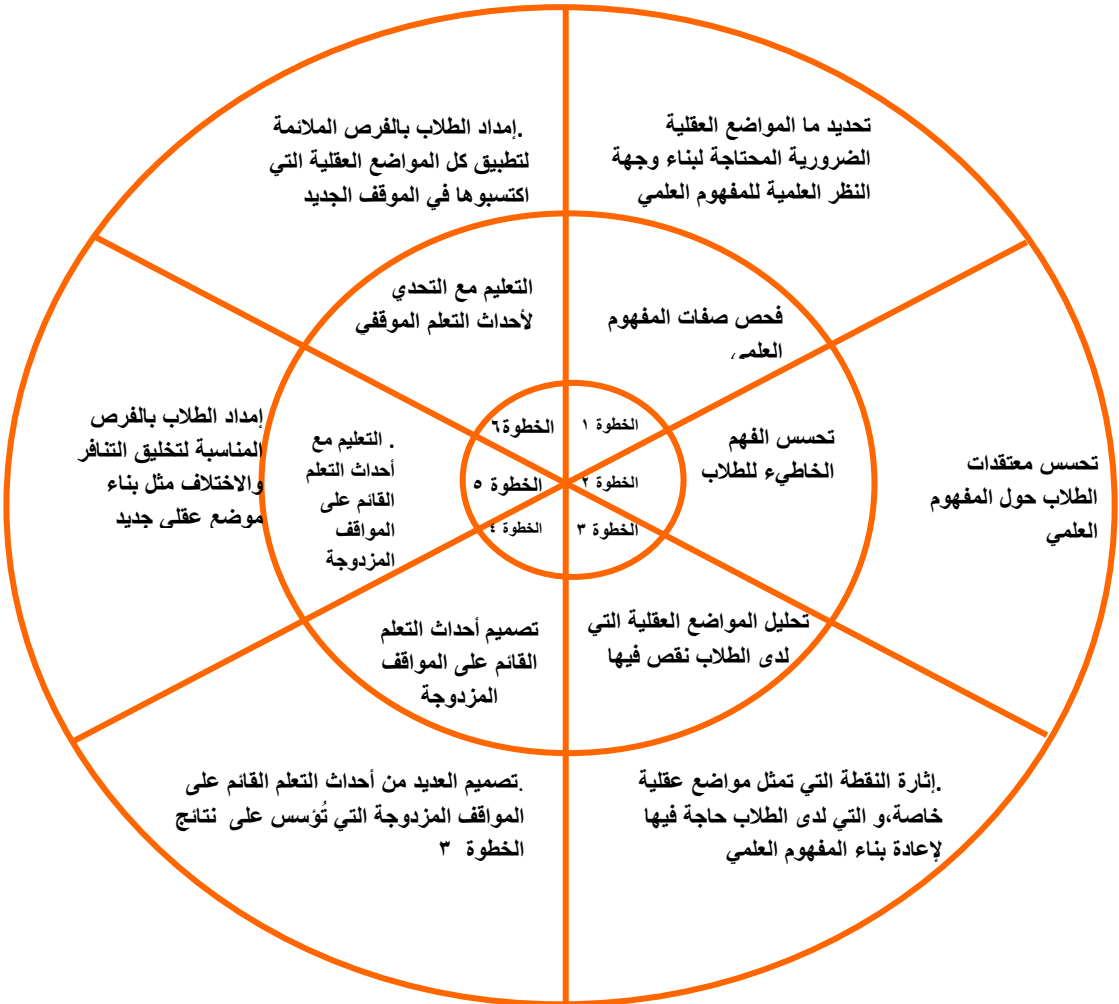 تحديد ما المواضع العقلية
الضرورية المحتاجة لبناء وجهة
النظر العلمية للمفهوم العلمي
.إمداد الطلاب بالفرص الملائمة
لتطبيق كل المواضع العقلية التي
اكتسبوها في الموقف الجديد
فحص صفات المفهوم
العلمي
التعليم مع التحدي
لأحداث التعلم الموقفي
الخطوة ١
الخطوة٦
الخطوة ٢
الخطوة ٥
الخطوة ٣
الخطوة ٤
تحسس الفهم
الخاطيء للطلاب
تحسس معتقدات
الطلاب حول المفهوم
العلمي
. التعليم مع
أحداث التعلم
القائم على
المواقف
المزدوجة
إمداد الطلاب بالفرص
المناسبة لتخليق التنافر
والاختلاف مثل بناء
موضع عقلي جديد
تحليل المواضع العقلية التي
لدى الطلاب نقص فيها
تصميم أحداث التعلم
القائم على المواقف
المزدوجة
.إثارة النقطة التي تمثل مواضع عقلية
خاصة،و التي لدى الطلاب حاجة فيها
لإعادة بناء المفهوم العلمي
.تصميم العديد من أحداث التعلم القائم على
المواقف المزدوجة التي تُؤسس على نتائج
الخطوة ٣